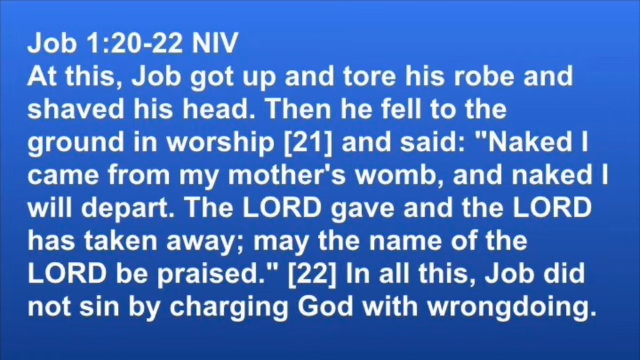 Job 1:20-22 NIV
At this, Job got up and tore his robe and
shaved his head. Then he fell to the
ground in worship [21] and said: "Naked I
came from my mother's womb, and naked I
will depart. The LORD gave and the LORD
has taken away; may the name of the
LORD be praised." [22] In all this, Job did
not sin by charging God with wrongdoing.